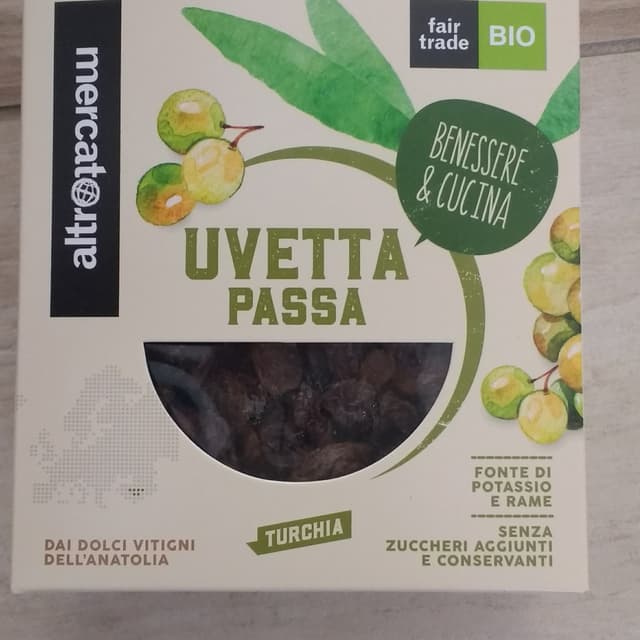 mercatorılla
fair
trade
BIO
BENESSERE
& CUCINA
UVETTA
PASSA
FONTE DI
POTASSIO
E RAME
TURCHIA
DAI DOLCI VITIGNI
DELL'ANATOLIA
SENZA
ZUCCHERI AGGIUNTI
E CONSERVANTI